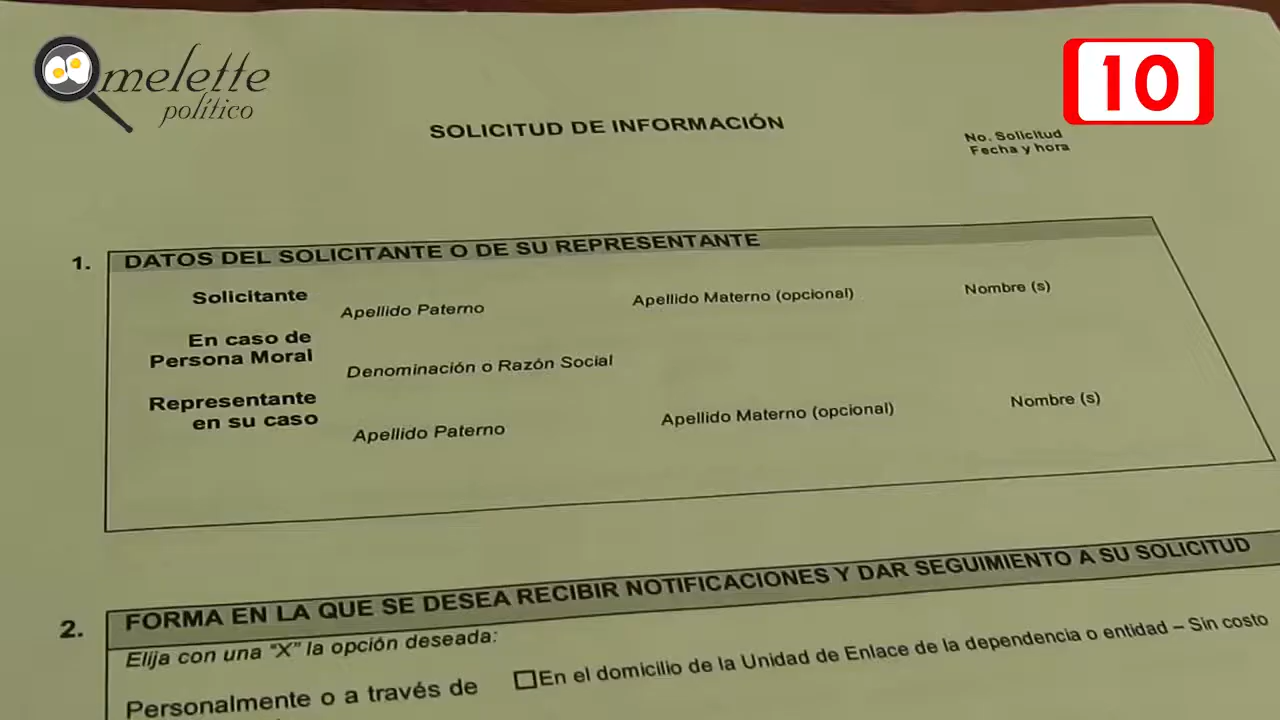 Omelette
político
10
SOLICITUD DE INFORMACIÓN
No. Solicitud
Fecha y hora
1. DATOS DEL SOLICITANTE O DE SU REPRESENTANTE
Solicitante
Apellido Paterno Apellido Materno (opcional) Nombre (s)
En caso de
Persona Moral
Denominación o Razón Social
Representante
en su caso
Apellido Paterno Apellido Materno (opcional) Nombre (s)
2. FORMA EN LA QUE SE DESEA RECIBIR NOTIFICACIONES Y DAR SEGUIMIENTO A SU SOLICITUD
Elija con una "X" la opción deseada:
Personalmente o a través de
En el domicilio de la Unidad de Enlace de la dependencia o entidad – Sin costo